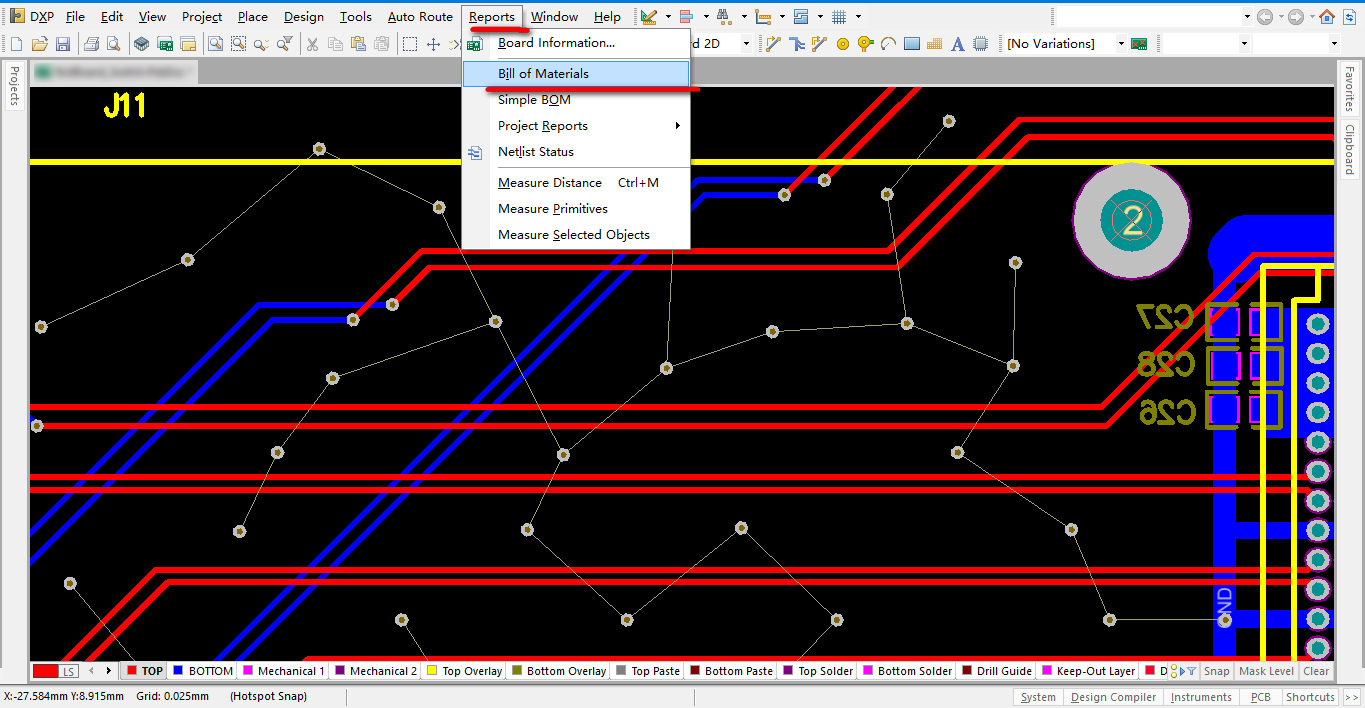 DXP File Edit View Project Place Design Tools Auto Route Reports Window Help
d 2D [No Variations]
Board Information...
Bill of Materials
Simple BOM
Project Reports
Netlist Status
Measure Distance Ctrl+M
Measure Primitives
Measure Selected Objects
Projects
Favorites
Clipboard
J11
2
C27
C28
C26
GND
LS TOP BOTTOM Mechanical 1 Mechanical 2 Top Overlay Bottom Overlay Top Paste Bottom Paste Top Solder Bottom Solder Drill Guide Keep-Out Layer D Snap Mask Level Clear
X:-27.584mm Y:8.915mm Grid: 0.025mm (Hotspot Snap) System Design Compiler Instruments PCB Shortcuts >>